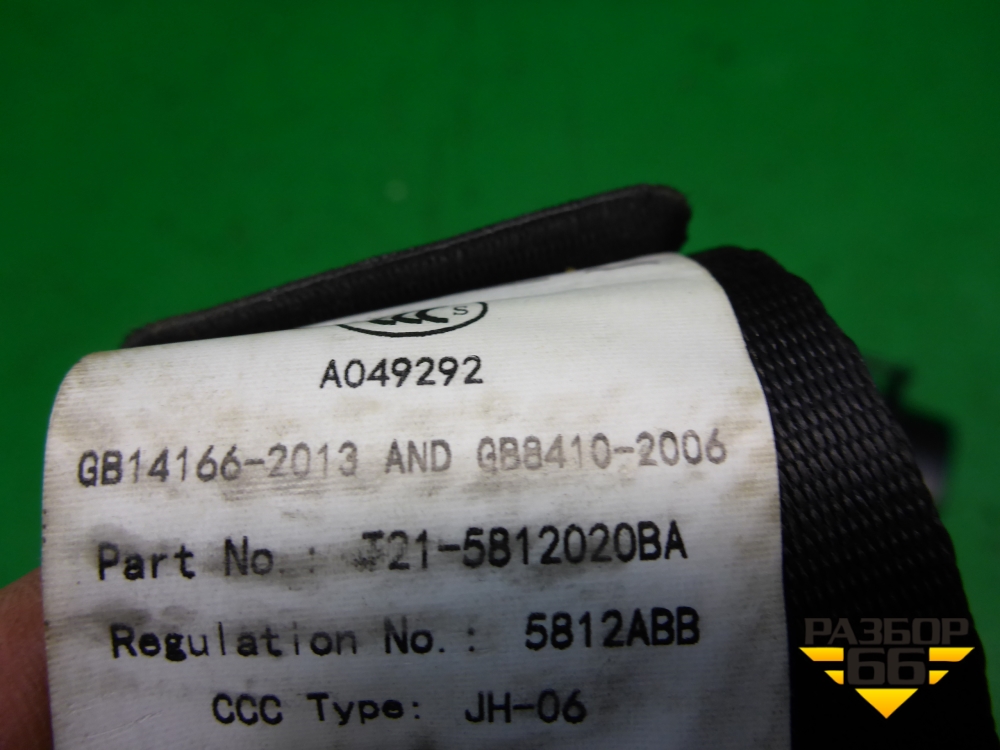 S
A049292
GB14166-2013 AND GB8410-2006
Part No.: T21-5812020BA
Regulation No.: 5812ABB
CCC Type: JH-06
РАЗБОР
66